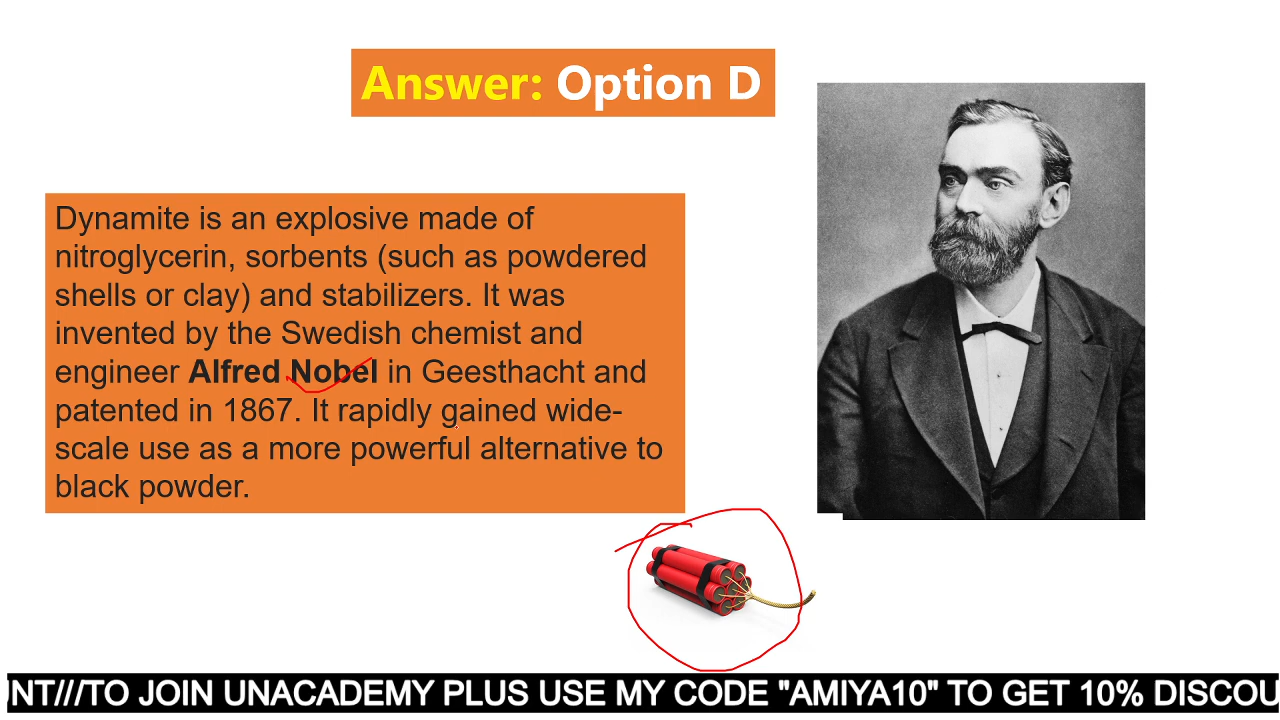 Answer: Option D
Dynamite is an explosive made of
nitroglycerin, sorbents (such as powdered
shells or clay) and stabilizers. It was
invented by the Swedish chemist and
engineer Alfred Nobel in Geesthacht and
patented in 1867. It rapidly gained wide-
scale use as a more powerful alternative to
black powder.
NT///TO JOIN UNACADEMY PLUS USE MY CODE "AMIYA10" TO GET 10% DISCOU